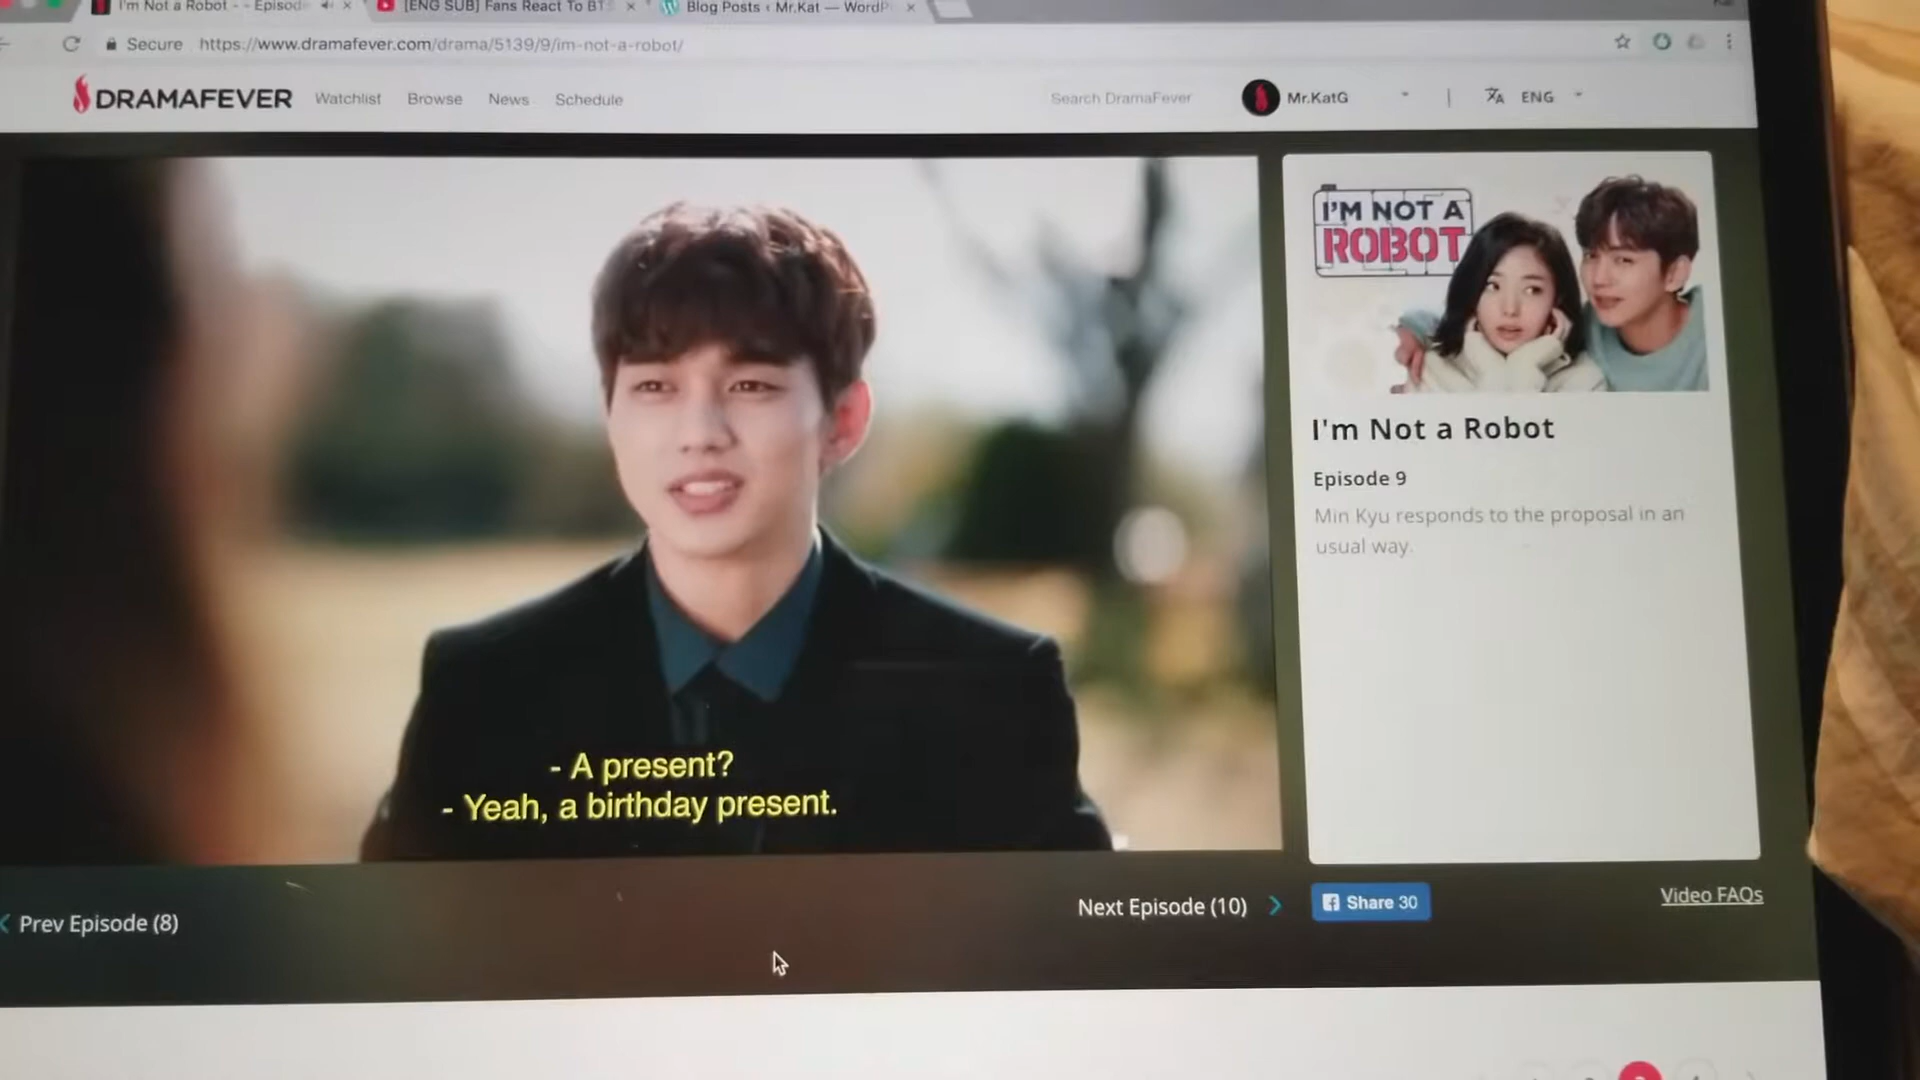 I'm Not a Robot - - Episod
[ENG SUB] Fans React To BTS
Blog Posts ‹ Mr.Kat — WordP
Secure https://www.dramafever.com/drama/5139/9/im-not-a-robot/
DRAMAFEVER Watchlist Browse News Schedule Search DramaFever Mr.KatG ENG
I'M NOT A
ROBOT
I'm Not a Robot
Episode 9
Min Kyu responds to the proposal in an
usual way.
- A present?
- Yeah, a birthday present.
Prev Episode (8)
Next Episode (10)
Share 30
Video FAQs